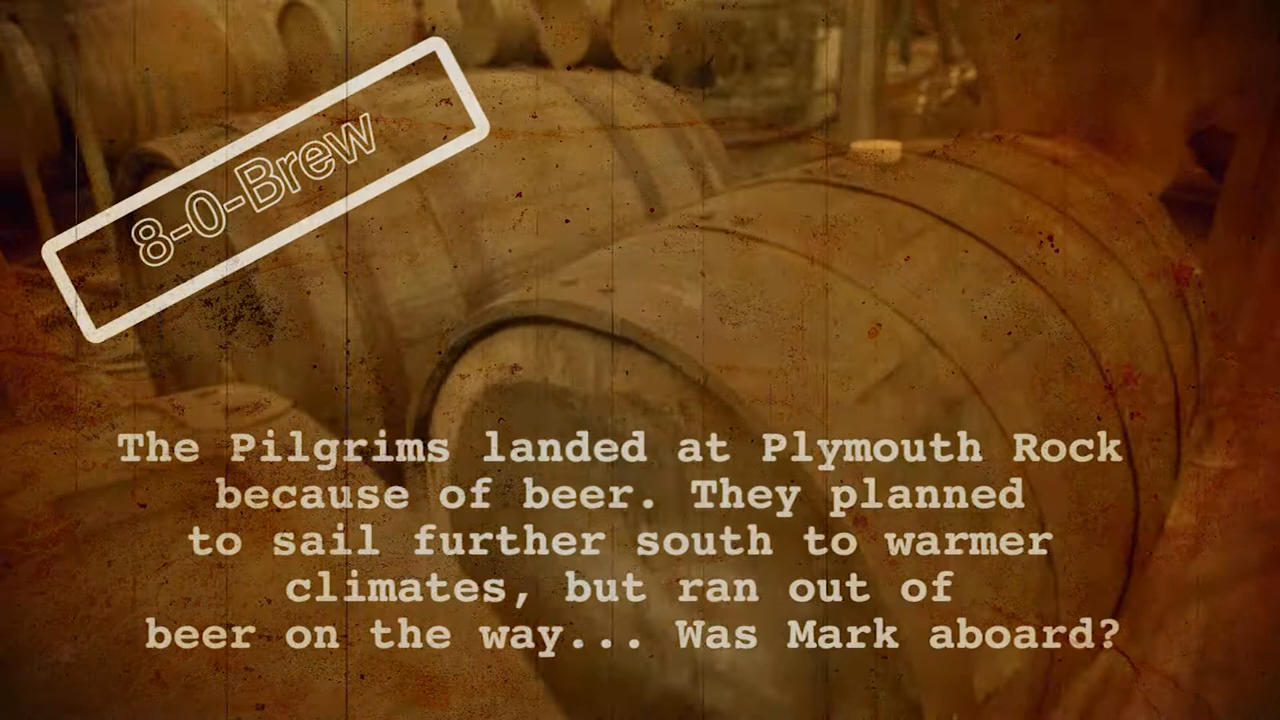 8-0-Brew
The Pilgrims landed at Plymouth Rock
because of beer. They planned
to sail further south to warmer
climates, but ran out of
beer on the way... Was Mark aboard?